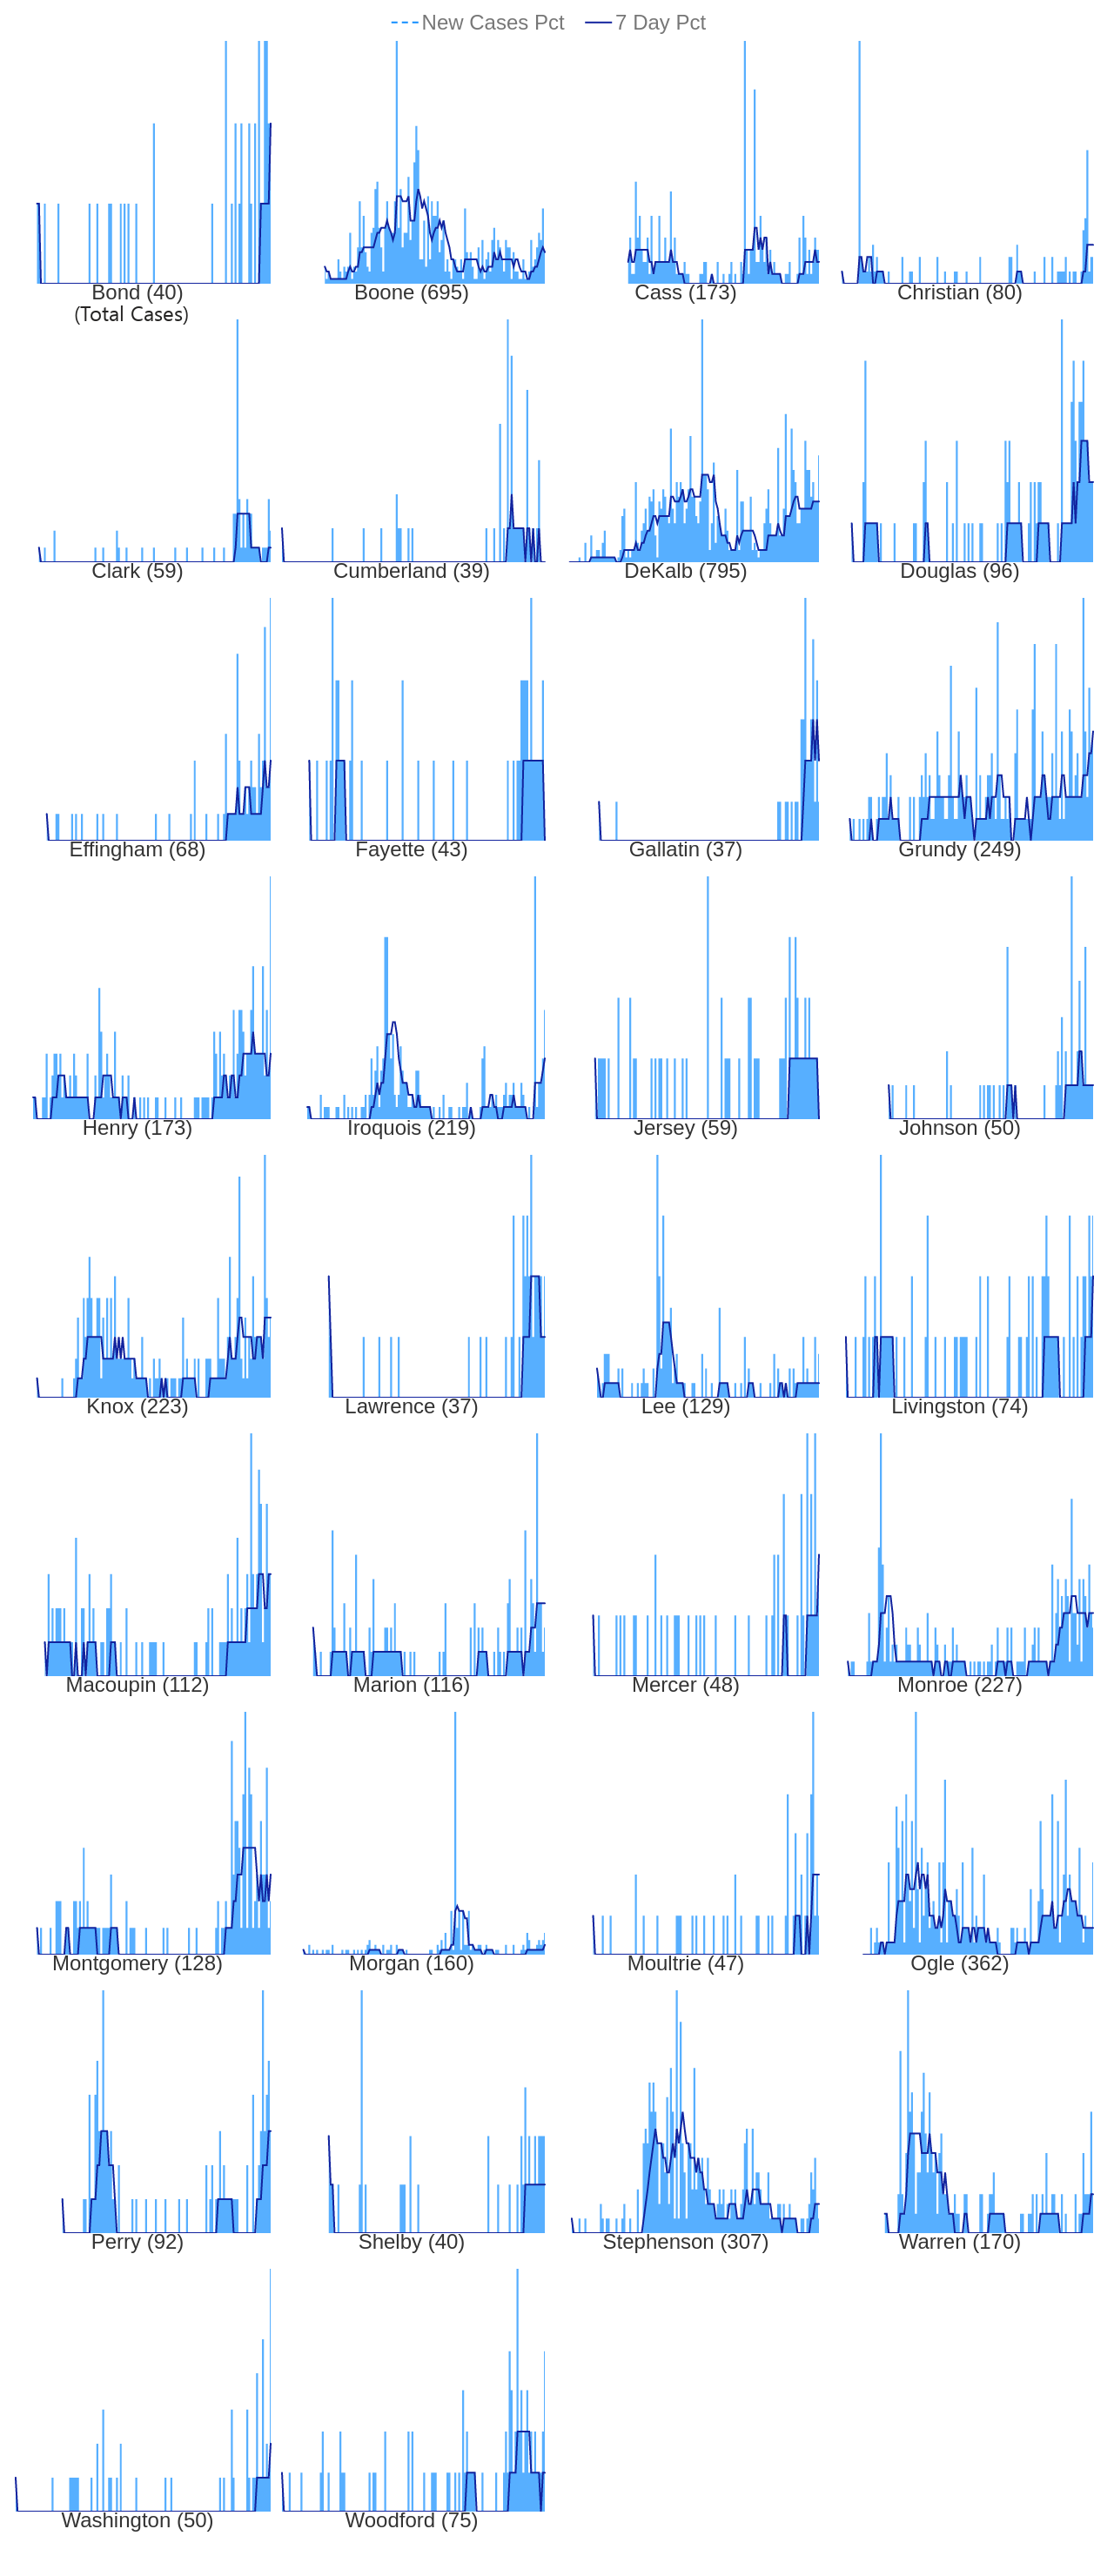 New Cases Pct 7 Day Pct
Bond (40) Boone (695) Cass (173) Christian (80)
(Total Cases)
Clark (59) Cumberland (39) DeKalb (795) Douglas (96)
Effingham (68) Fayette (43) Gallatin (37) Grundy (249)
Henry (173) Iroquois (219) Jersey (59) Johnson (50)
Knox (223) Lawrence (37) Lee (129) Livingston (74)
Macoupin (112) Marion (116) Mercer (48) Monroe (227)
Montgomery (128) Morgan (160) Moultrie (47) Ogle (362)
Perry (92) Shelby (40) Stephenson (307) Warren (170)
Washington (50) Woodford (75)